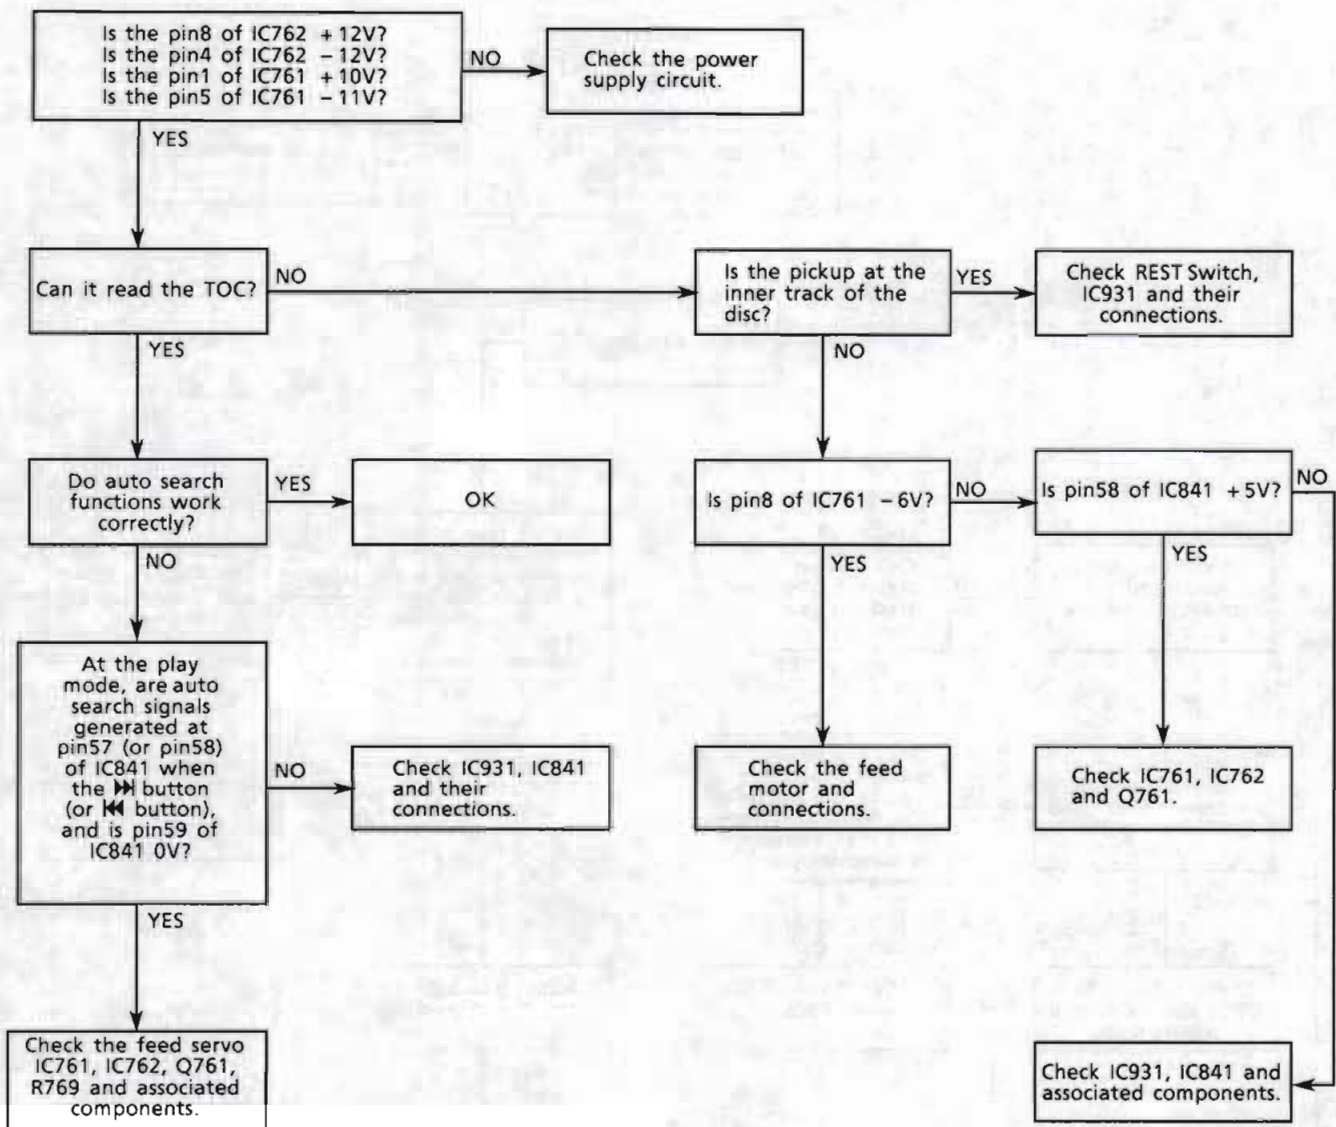 Is the pin8 of IC762 +12V?
Is the pin4 of IC762 −12V?
Is the pin1 of IC761 +10V?
Is the pin5 of IC761 −11V?
NO
Check the power
supply circuit.
YES
Can it read the TOC?
NO
Is the pickup at the
inner track of the
disc?
YES
Check REST Switch,
IC931 and their
connections.
YES
NO
Do auto search
functions work
correctly?
YES
OK
Is pin8 of IC761 −6V?
NO
Is pin58 of IC841 +5V?
NO
NO
YES
YES
At the play
mode, are auto
search signals
generated at
pin57 (or pin58)
of IC841 when
the ⏭ button
(or ⏮ button),
and is pin59 of
IC841 0V?
NO
Check IC931, IC841
and their
connections.
Check the feed
motor and
connections.
Check IC761, IC762
and Q761.
YES
Check the feed servo
IC761, IC762, Q761,
R769 and associated
components.
Check IC931, IC841 and
associated components.